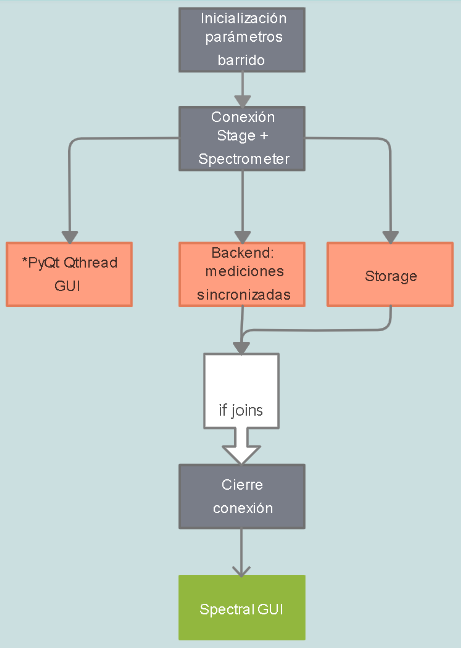 Inicialización
parámetros
barrido
Conexión
Stage +
Spectrometer
*PyQt Qthread
GUI
Backend:
mediciones
sincronizadas
Storage
if joins
Cierre
conexión
Spectral GUI